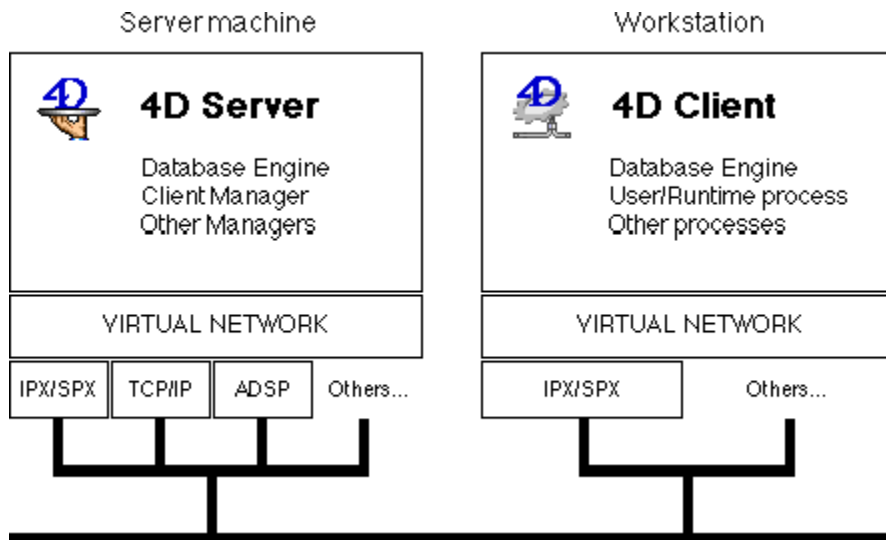 Server machine
4D Server
Database Engine
Client Manager
Other Managers
VIRTUAL NETWORK
IPX/SPX TCP/IP ADSP Others...
Workstation
4D Client
Database Engine
User/Runtime process
Other processes
VIRTUAL NETWORK
IPX/SPX Others...